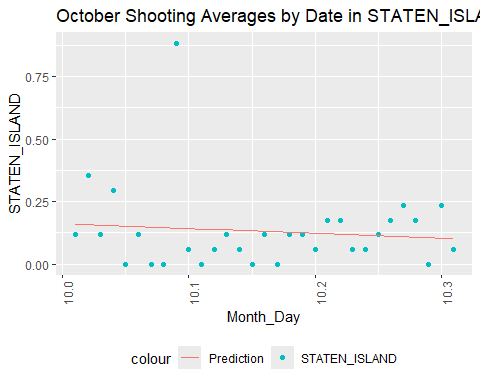 October Shooting Averages by Date in STATEN_ISLA
STATEN_ISLAND
0.75
0.50
0.25
0.00
10.0
10.1
10.2
10.3
Month_Day
colour Prediction STATEN_ISLAND